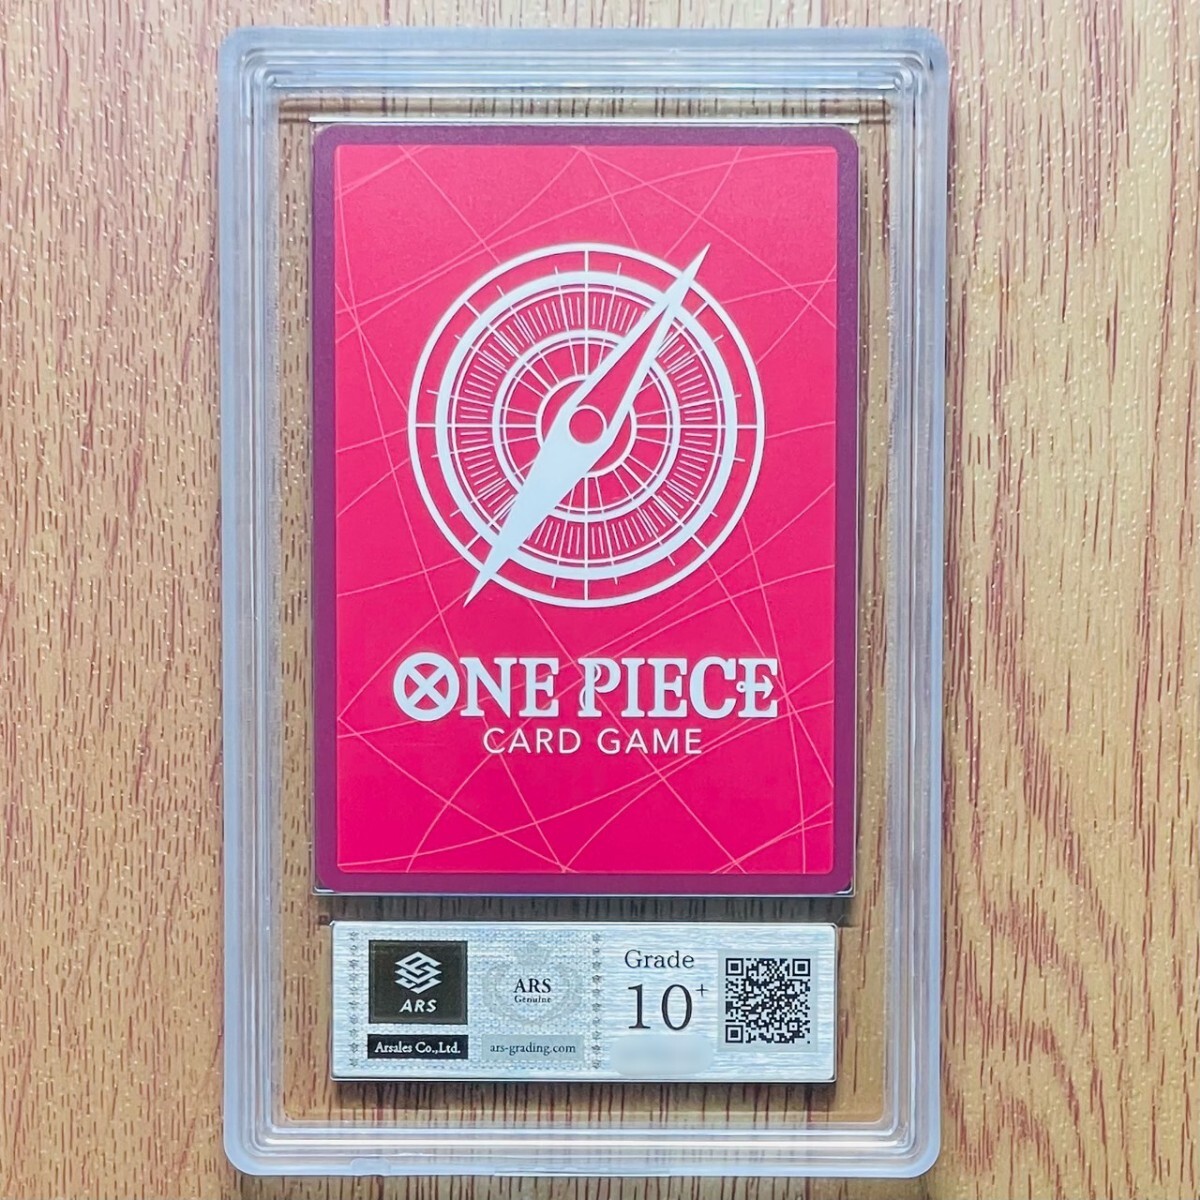 ONE PIECE
CARD GAME
ARS
Arsales Co.,Ltd.
ARS
Genuine
ars-grading.com
Grade
10+